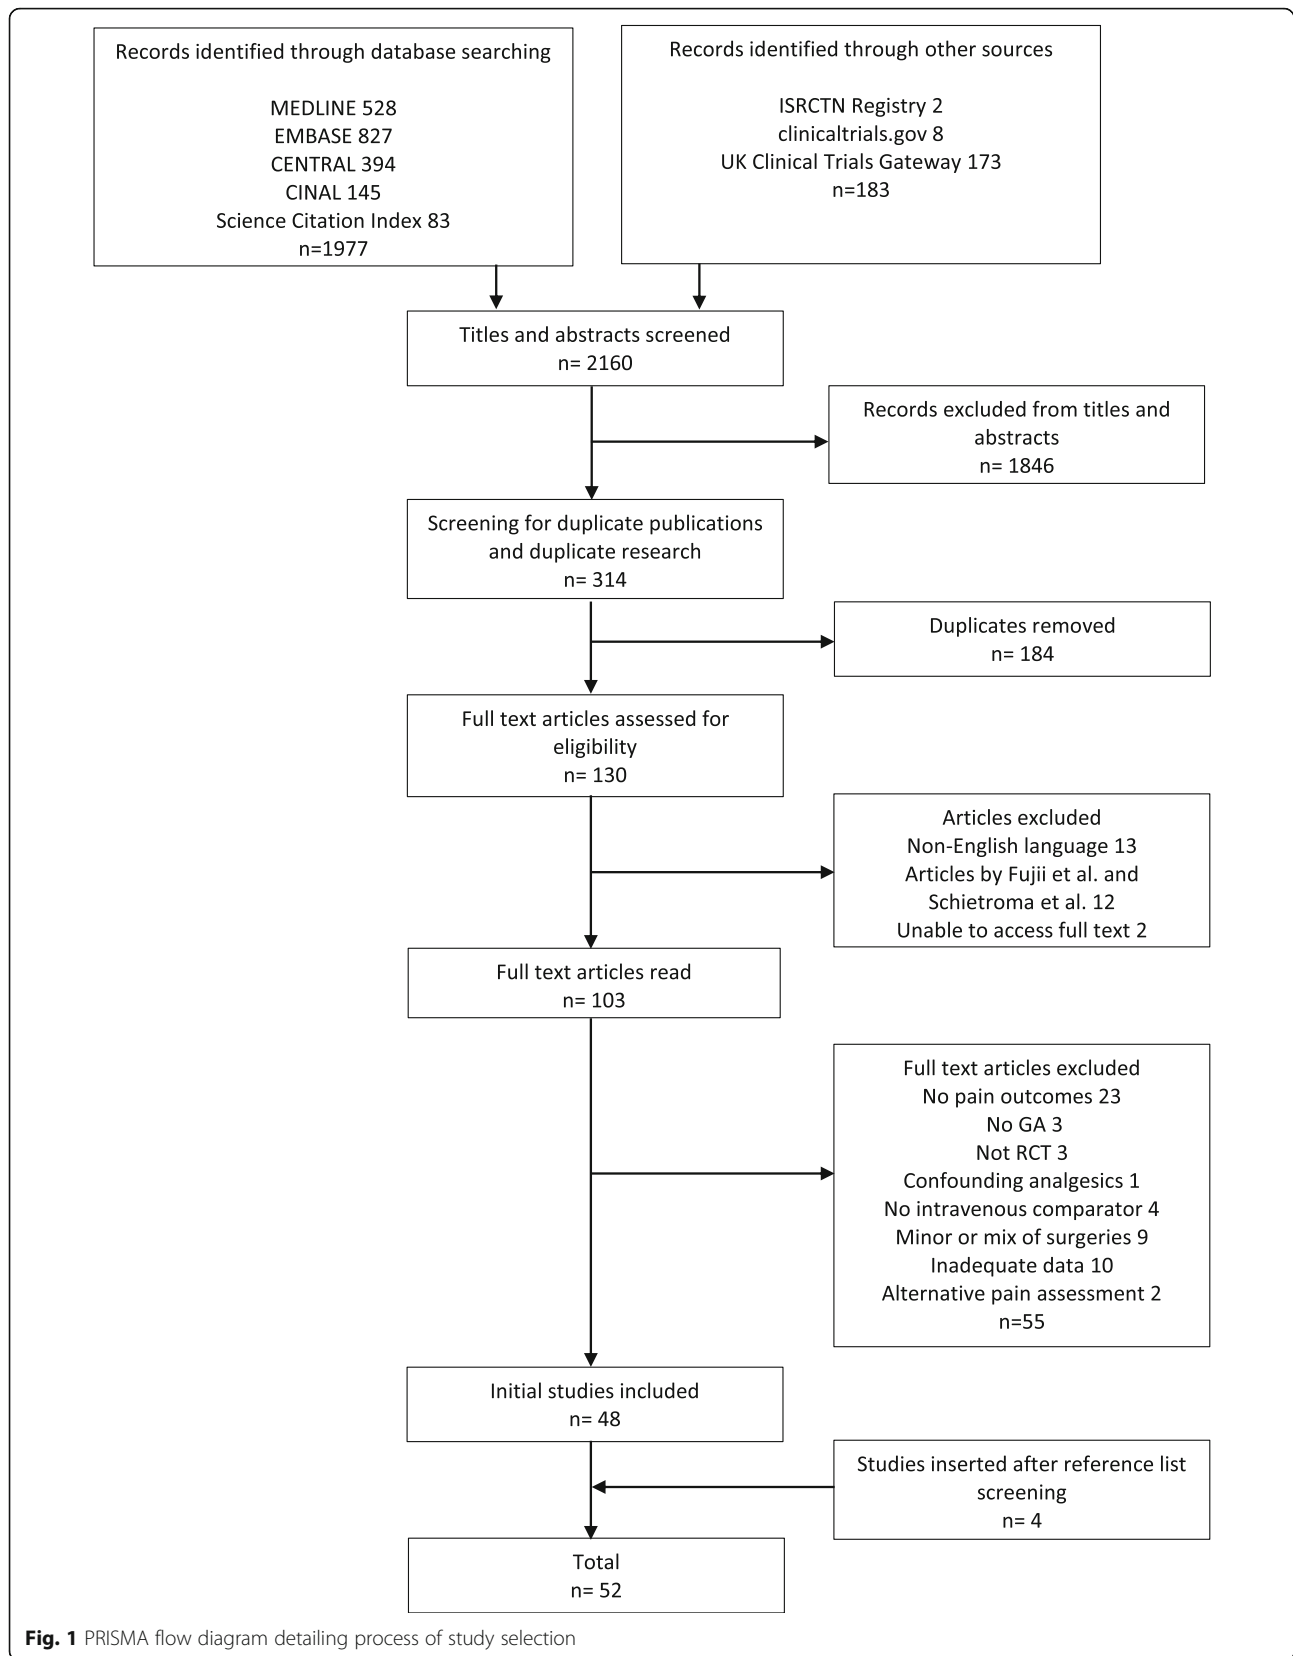 Records identified through database searching
MEDLINE 528
EMBASE 827
CENTRAL 394
CINAL 145
Science Citation Index 83
n=1977
Records identified through other sources
ISRCTN Registry 2
clinicaltrials.gov 8
UK Clinical Trials Gateway 173
n=183
Titles and abstracts screened
n= 2160
Records excluded from titles and
abstracts
n= 1846
Screening for duplicate publications
and duplicate research
n= 314
Duplicates removed
n= 184
Full text articles assessed for
eligibility
n= 130
Articles excluded
Non-English language 13
Articles by Fujii et al. and
Schietroma et al. 12
Unable to access full text 2
Full text articles read
n= 103
Full text articles excluded
No pain outcomes 23
No GA 3
Not RCT 3
Confounding analgesics 1
No intravenous comparator 4
Minor or mix of surgeries 9
Inadequate data 10
Alternative pain assessment 2
n=55
Initial studies included
n= 48
Studies inserted after reference list
screening
n= 4
Total
n= 52
Fig. 1 PRISMA flow diagram detailing process of study selection